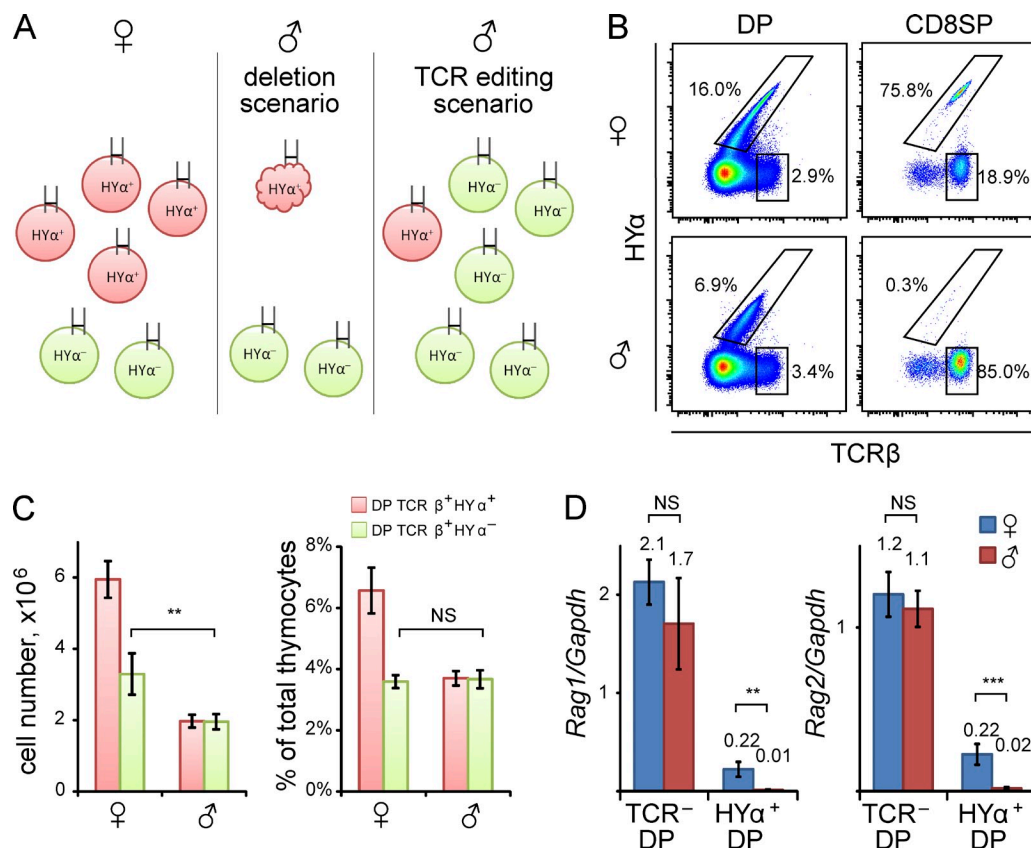 A
♀
♂
deletion
scenario
♂
TCR editing
scenario
HYα⁺
HYα⁺
HYα⁺
HYα⁺
HYα⁻
HYα⁻
HYα⁺
HYα⁻
HYα⁻
HYα⁻
HYα⁺
HYα⁻
HYα⁻
HYα⁻
HYα⁻
B
DP
CD8SP
♀
16.0%
2.9%
75.8%
18.9%
HYα
♂
6.9%
3.4%
0.3%
85.0%
TCRβ
C
DP TCR β⁺HYα⁺
DP TCR β⁺HYα⁻
cell number, x10⁶
6
4
2
0
**
♀
♂
% of total thymocytes
8%
6%
4%
2%
0%
NS
♀
♂
D
♀
♂
Rag1/Gapdh
2
1
NS
2.1
1.7
**
0.22
0.01
TCR⁻
DP
HYα⁺
DP
Rag2/Gapdh
1
NS
1.2
1.1
***
0.22
0.02
TCR⁻
DP
HYα⁺
DP